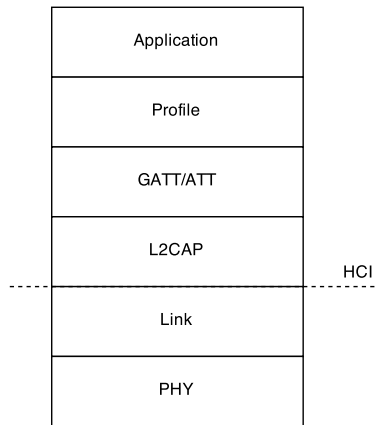 Application
Profile
GATT/ATT
L2CAP
HCI
Link
PHY